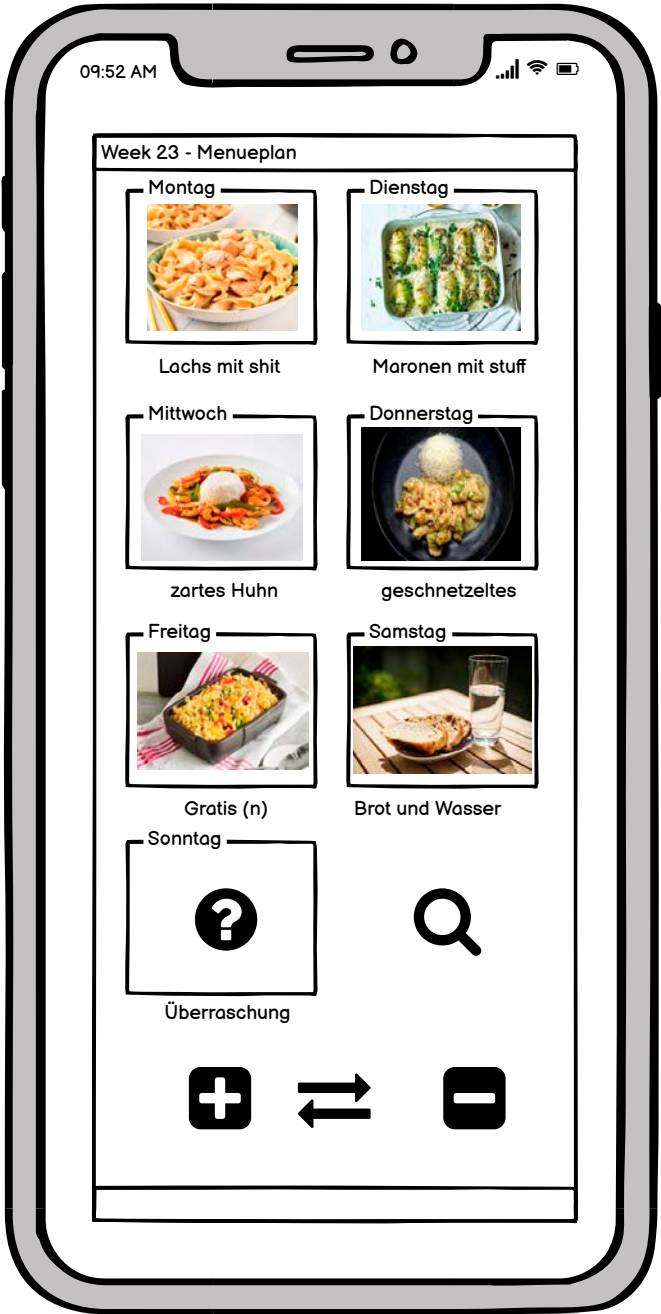 09:52 AM
Week 23 - Menueplan
Montag
Dienstag
Lachs mit shit
Maronen mit stuff
Mittwoch
Donnerstag
zartes Huhn
geschnetzeltes
Freitag
Samstag
Gratis (n)
Brot und Wasser
Sonntag
?
Überraschung